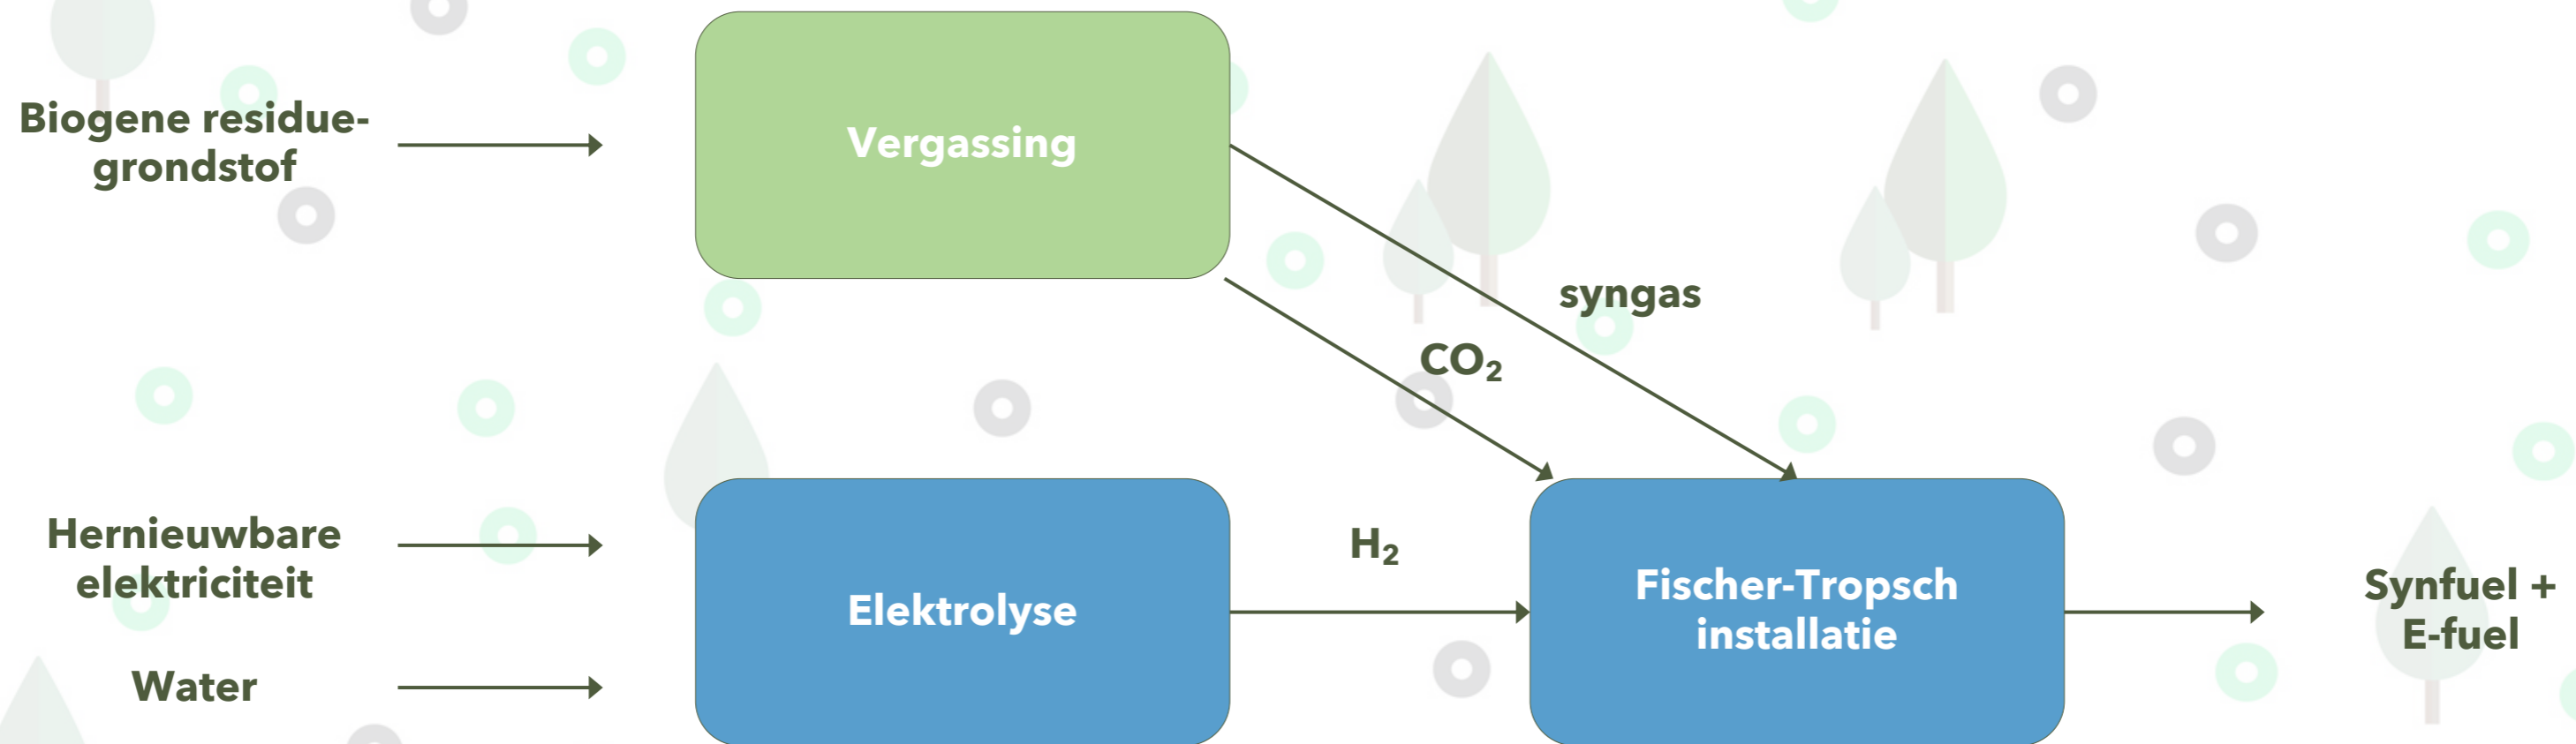 Biogene residue-
grondstof
Vergassing
syngas
CO₂
Hernieuwbare
elektriciteit
Water
Elektrolyse
H₂
Fischer-Tropsch
installatie
Synfuel +
E-fuel